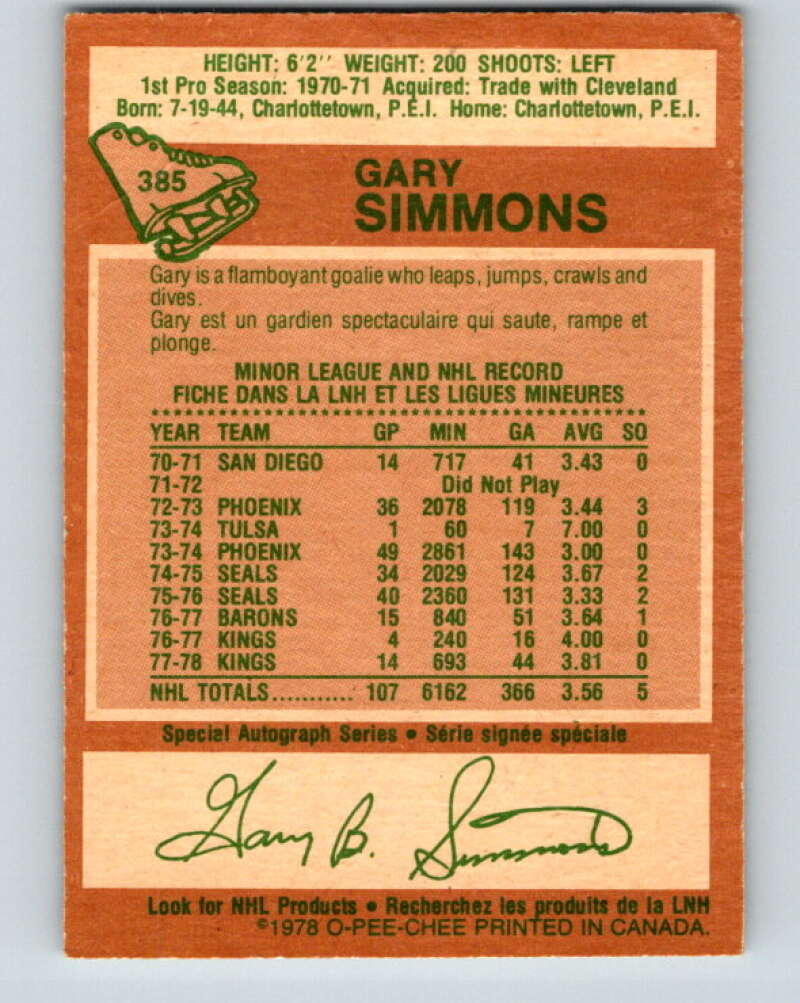 HEIGHT: 6'2'' WEIGHT: 200 SHOOTS: LEFT
1st Pro Season: 1970-71 Acquired: Trade with Cleveland
Born: 7-19-44, Charlottetown, P.E.I. Home: Charlottetown, P.E.I.
385
GARY
SIMMONS
Gary is a flamboyant goalie who leaps, jumps, crawls and
dives.
Gary est un gardien spectaculaire qui saute, rampe et
plonge.
MINOR LEAGUE AND NHL RECORD
FICHE DANS LA LNH ET LES LIGUES MINEURES
YEAR TEAM GP MIN GA AVG SO
70-71 SAN DIEGO 14 717 41 3.43 0
71-72 Did Not Play
72-73 PHOENIX 36 2078 119 3.44 3
73-74 TULSA 1 60 7 7.00 0
73-74 PHOENIX 49 2861 143 3.00 0
74-75 SEALS 34 2029 124 3.67 2
75-76 SEALS 40 2360 131 3.33 2
76-77 BARONS 15 840 51 3.64 1
76-77 KINGS 4 240 16 4.00 0
77-78 KINGS 14 693 44 3.81 0
NHL TOTALS........... 107 6162 366 3.56 5
Special Autograph Series • Série signée spéciale
Gary B. Simmons
Look for NHL Products • Recherchez les produits de la LNH
©1978 O-PEE-CHEE PRINTED IN CANADA.